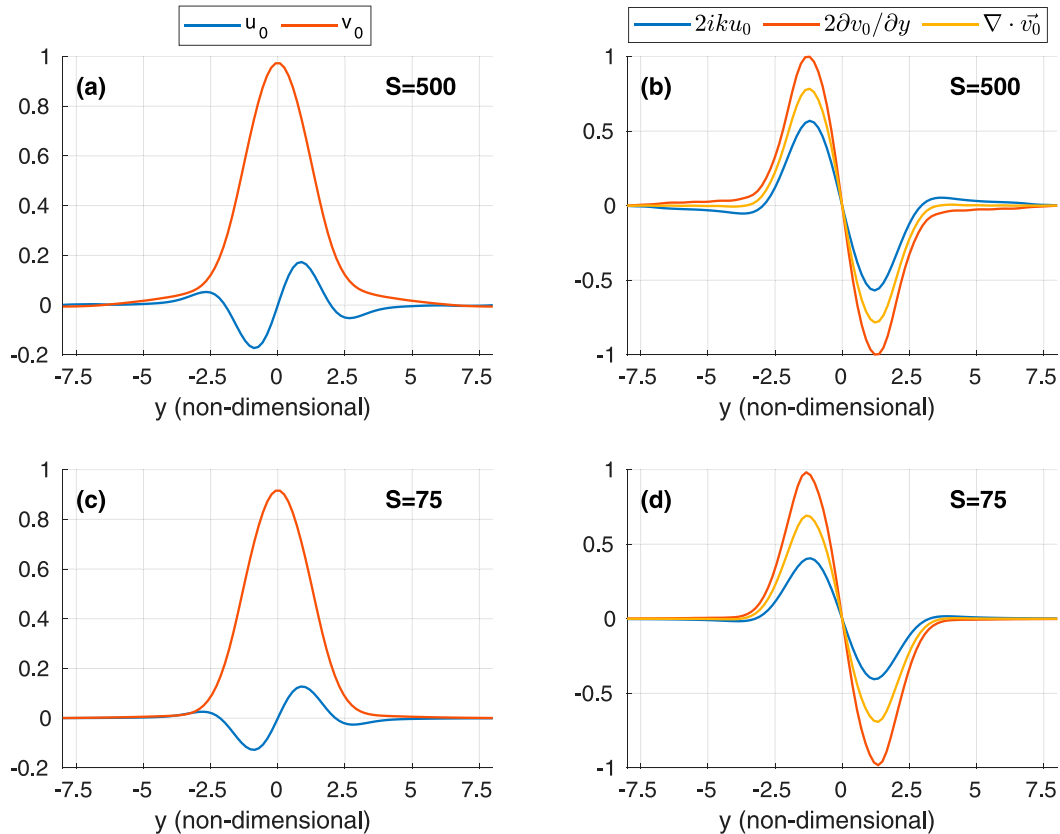 u₀ v₀
(a) S=500
1
0.8
0.6
0.4
0.2
0
-0.2
-7.5 -5 -2.5 0 2.5 5 7.5
y (non-dimensional)
2iku₀ 2∂v₀/∂y ∇ · v⃗₀
(b) S=500
1
0.5
0
-0.5
-1
-7.5 -5 -2.5 0 2.5 5 7.5
y (non-dimensional)
(c) S=75
1
0.8
0.6
0.4
0.2
0
-0.2
-7.5 -5 -2.5 0 2.5 5 7.5
y (non-dimensional)
(d) S=75
1
0.5
0
-0.5
-1
-7.5 -5 -2.5 0 2.5 5 7.5
y (non-dimensional)